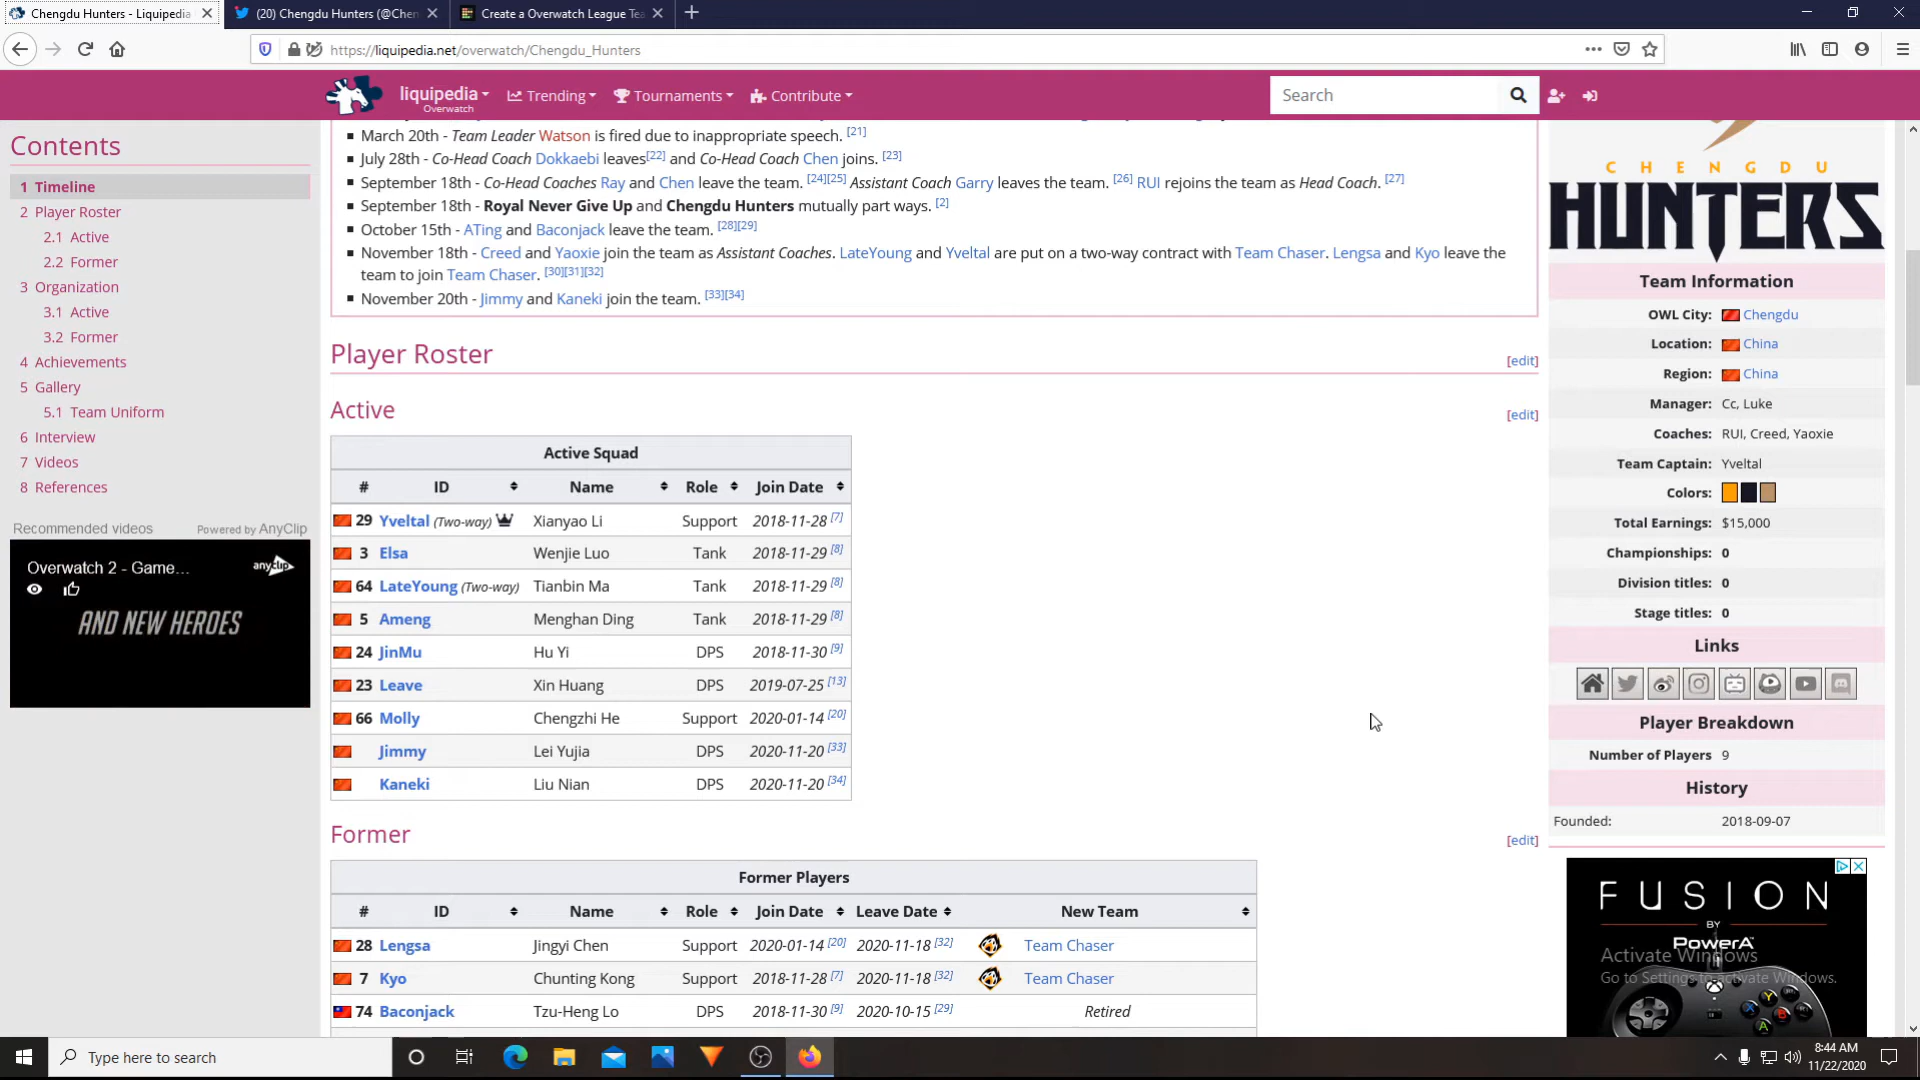 Chengdu Hunters - Liquipedia
(20) Chengdu Hunters (@Chen
Create a Overwatch League Tea
https://liquipedia.net/overwatch/Chengdu_Hunters
liquipedia
Overwatch
Trending
Tournaments
Contribute
Search
Contents
1 Timeline
2 Player Roster
2.1 Active
2.2 Former
3 Organization
3.1 Active
3.2 Former
4 Achievements
5 Gallery
5.1 Team Uniform
6 Interview
7 Videos
8 References
Recommended videos
Powered by AnyClip
Overwatch 2 - Game...
anyclip
AND NEW HEROES
March 20th - Team Leader Watson is fired due to inappropriate speech. [21]
July 28th - Co-Head Coach Dokkaebi leaves[22] and Co-Head Coach Chen joins. [23]
September 18th - Co-Head Coaches Ray and Chen leave the team. [24][25] Assistant Coach Garry leaves the team. [26] RUI rejoins the team as Head Coach. [27]
September 18th - Royal Never Give Up and Chengdu Hunters mutually part ways. [2]
October 15th - ATing and Baconjack leave the team. [28][29]
November 18th - Creed and Yaoxie join the team as Assistant Coaches. LateYoung and Yveltal are put on a two-way contract with Team Chaser. Lengsa and Kyo leave the
team to join Team Chaser. [30][31][32]
November 20th - Jimmy and Kaneki join the team. [33][34]
Player Roster
[edit]
Active
[edit]
Active Squad
# ID Name Role Join Date
29 Yveltal (Two-way) Xianyao Li Support 2018-11-28 [7]
3 Elsa Wenjie Luo Tank 2018-11-29 [8]
64 LateYoung (Two-way) Tianbin Ma Tank 2018-11-29 [8]
5 Ameng Menghan Ding Tank 2018-11-29 [8]
24 JinMu Hu Yi DPS 2018-11-30 [9]
23 Leave Xin Huang DPS 2019-07-25 [13]
66 Molly Chengzhi He Support 2020-01-14 [20]
Jimmy Lei Yujia DPS 2020-11-20 [33]
Kaneki Liu Nian DPS 2020-11-20 [34]
Former
[edit]
Former Players
# ID Name Role Join Date Leave Date New Team
28 Lengsa Jingyi Chen Support 2020-01-14 [20] 2020-11-18 [32] Team Chaser
7 Kyo Chunting Kong Support 2018-11-28 [7] 2020-11-18 [32] Team Chaser
74 Baconjack Tzu-Heng Lo DPS 2018-11-30 [9] 2020-10-15 [29] Retired
CHENGDU
HUNTERS
Team Information
OWL City: Chengdu
Location: China
Region: China
Manager: Cc, Luke
Coaches: RUI, Creed, Yaoxie
Team Captain: Yveltal
Colors:
Total Earnings: $15,000
Championships: 0
Division titles: 0
Stage titles: 0
Links
Player Breakdown
Number of Players 9
History
Founded: 2018-09-07
FUSION
BY
PowerA
Activate Windows
Go to Settings to activate Windows.
Type here to search
8:44 AM
11/22/2020